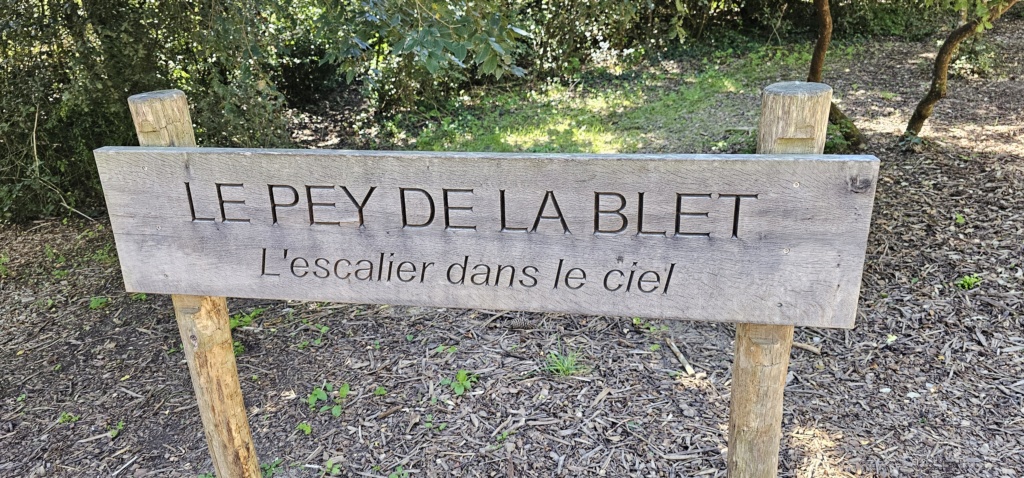 LE PEY DE LA BLET
L'escalier dans le ciel